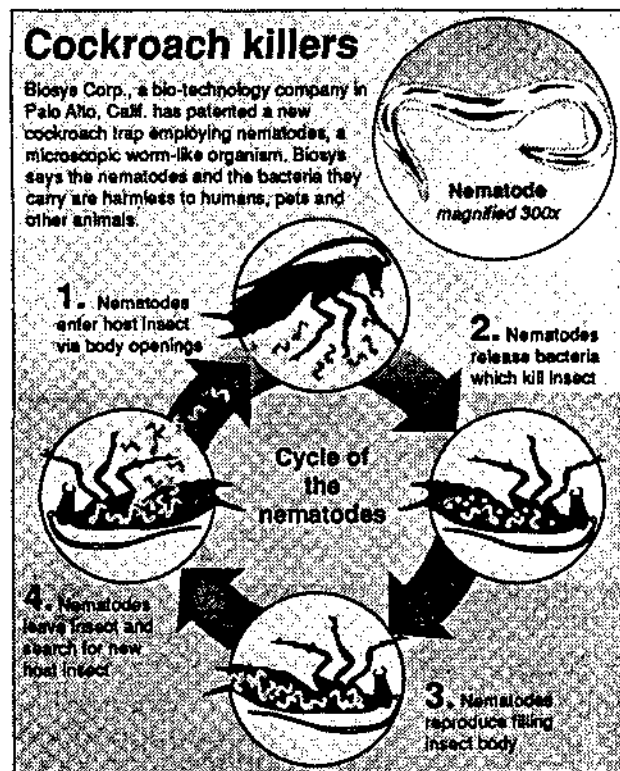 Cockroach killers
Biosys Corp., a bio-technology company in
Palo Alto, Calif. has patented a new
cockroach trap employing nematodes, a
microscopic worm-like organism. Biosys
says the nematodes and the bacteria they
carry are harmless to humans, pets and
other animals.
Nematode
magnified 300x
1. Nematodes
enter host insect
via body openings
2. Nematodes
release bacteria
which kill insect
Cycle of
the
nematodes
3. Nematodes
reproduce filling
insect body
4. Nematodes
leave insect and
search for new
host insect